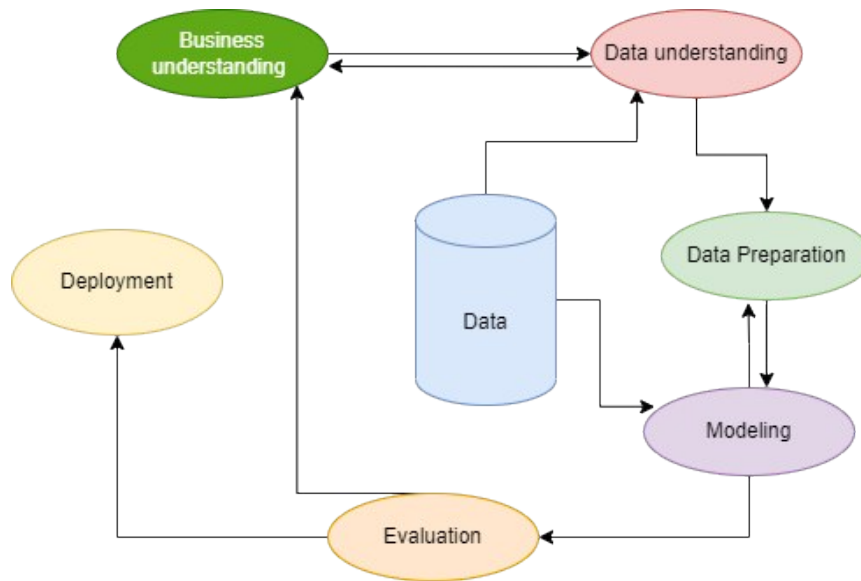 Business
understanding
Data understanding
Deployment
Data Preparation
Data
Modeling
Evaluation